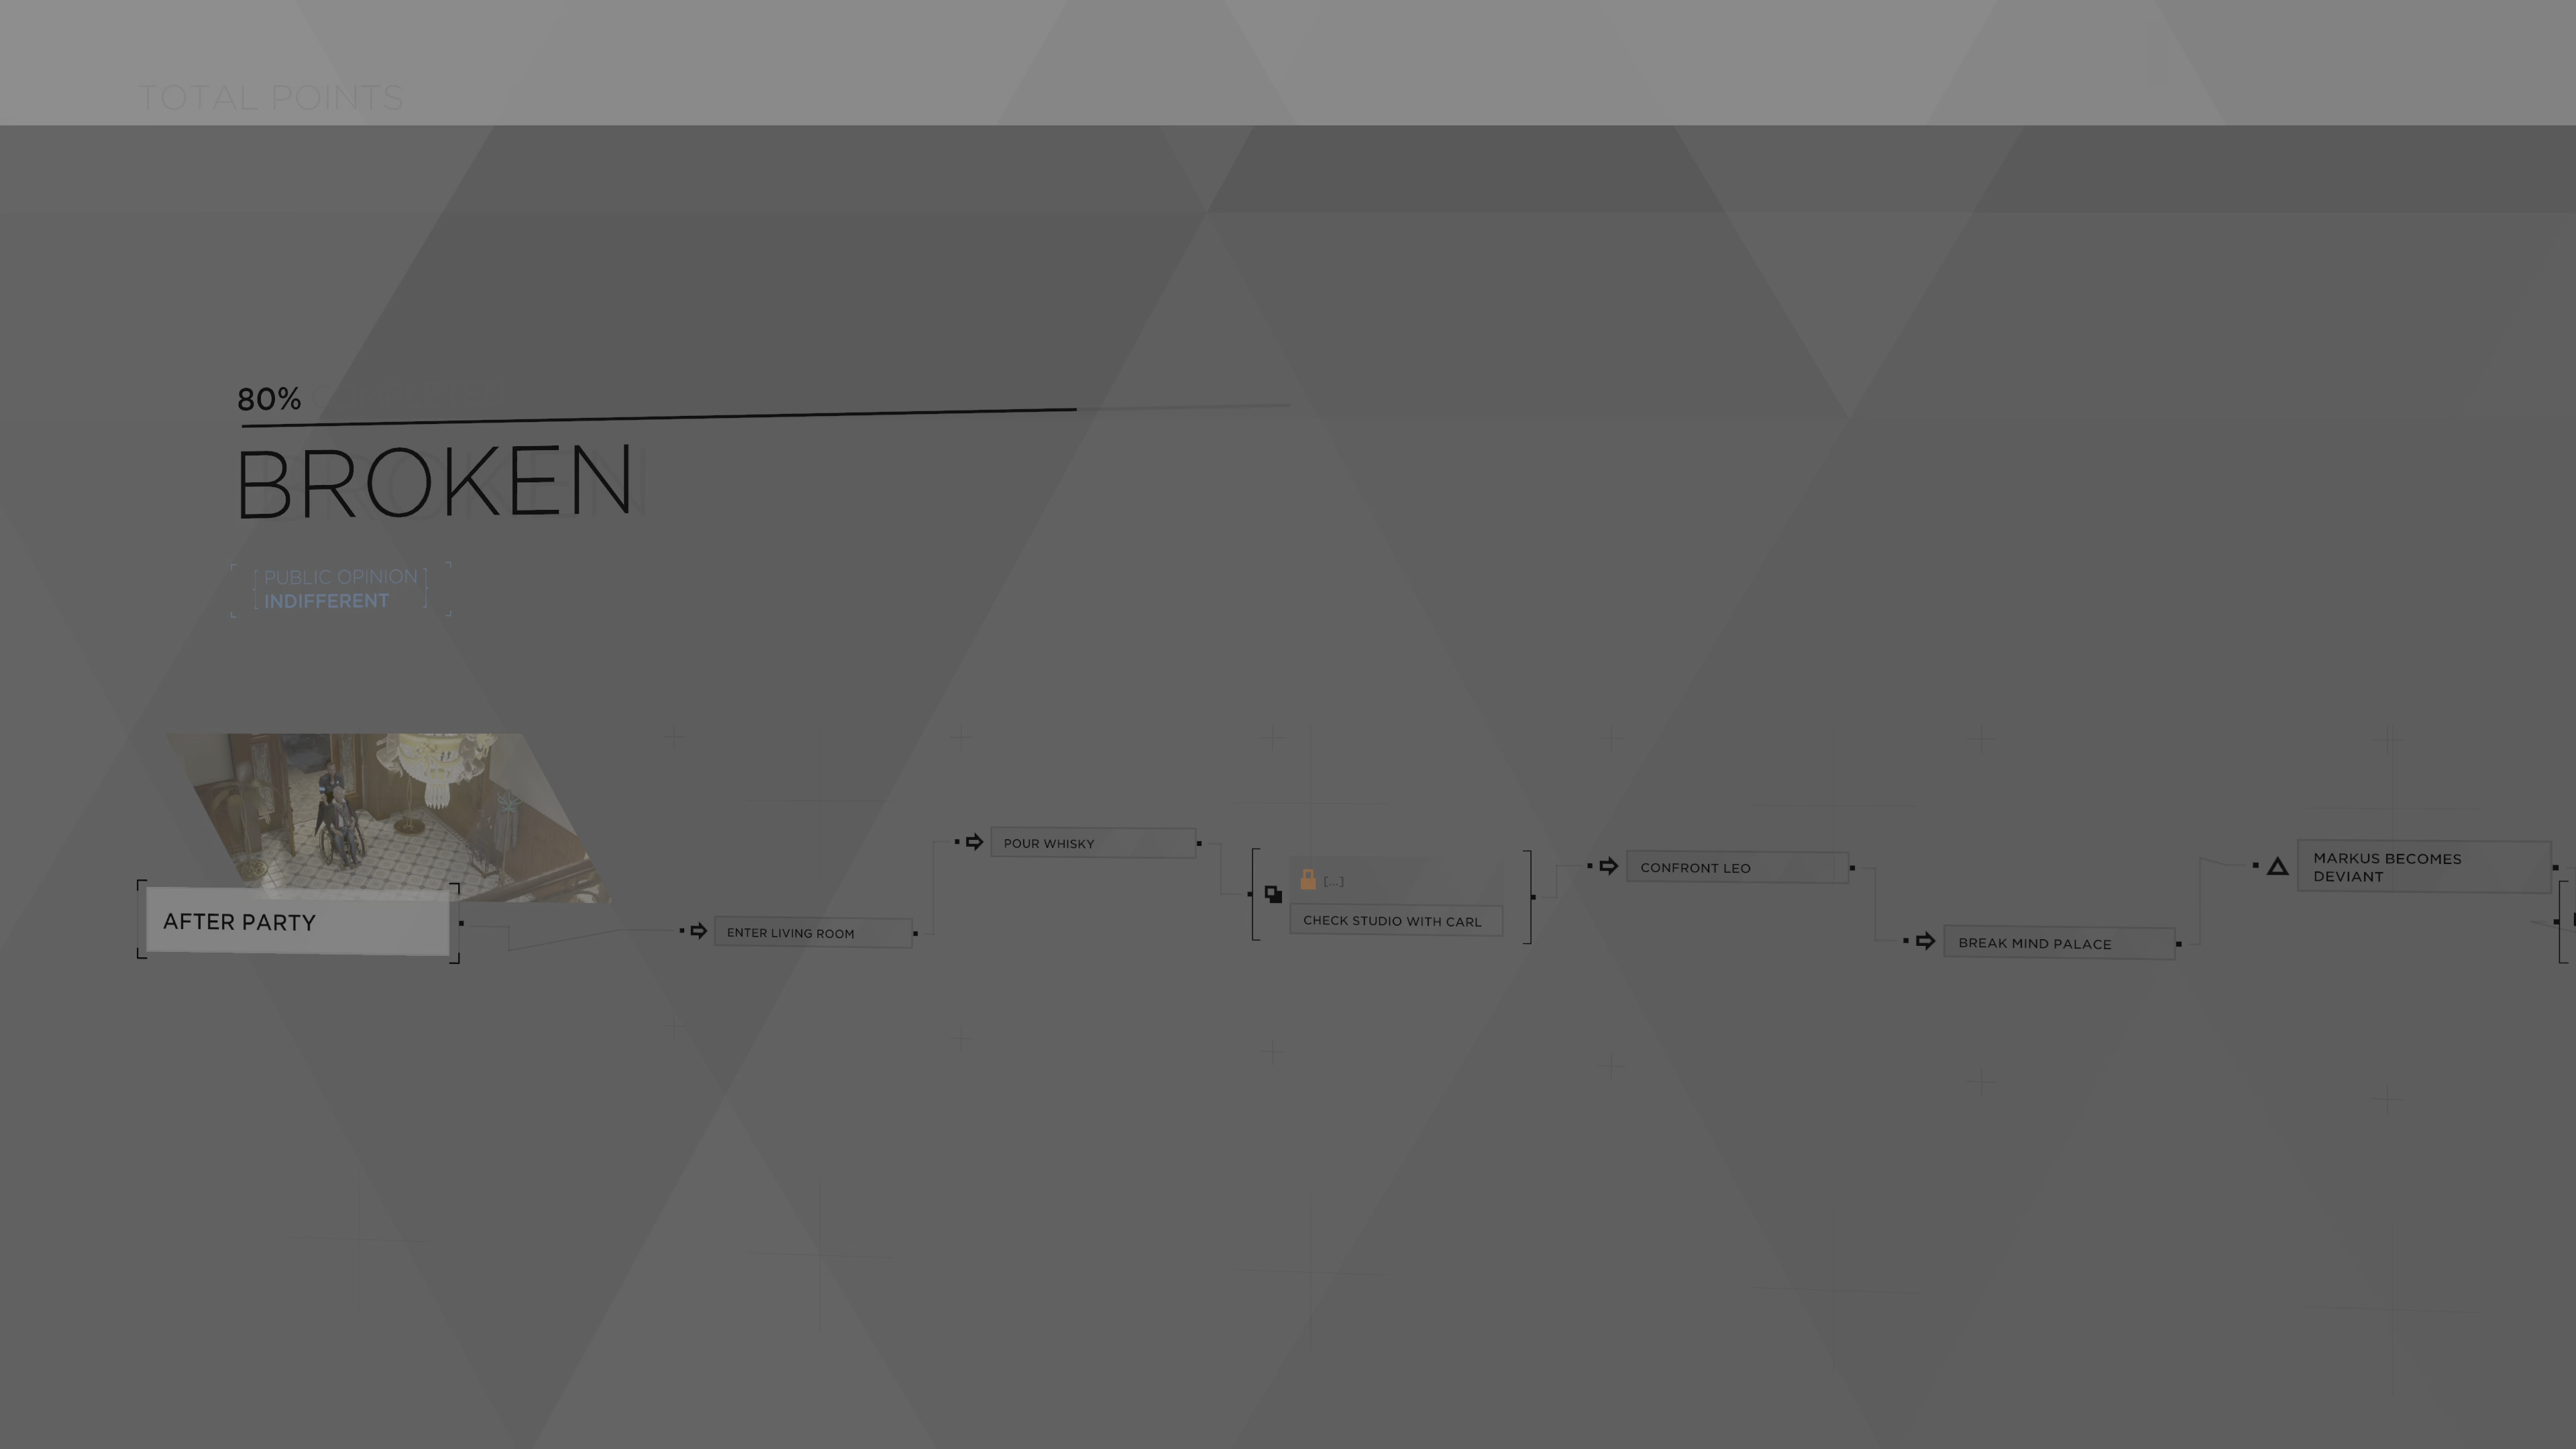 TOTAL POINTS
80% COMPLETED
BROKEN
PUBLIC OPINION
INDIFFERENT
AFTER PARTY
ENTER LIVING ROOM
POUR WHISKY
[...]
CHECK STUDIO WITH CARL
CONFRONT LEO
BREAK MIND PALACE
MARKUS BECOMES
DEVIANT